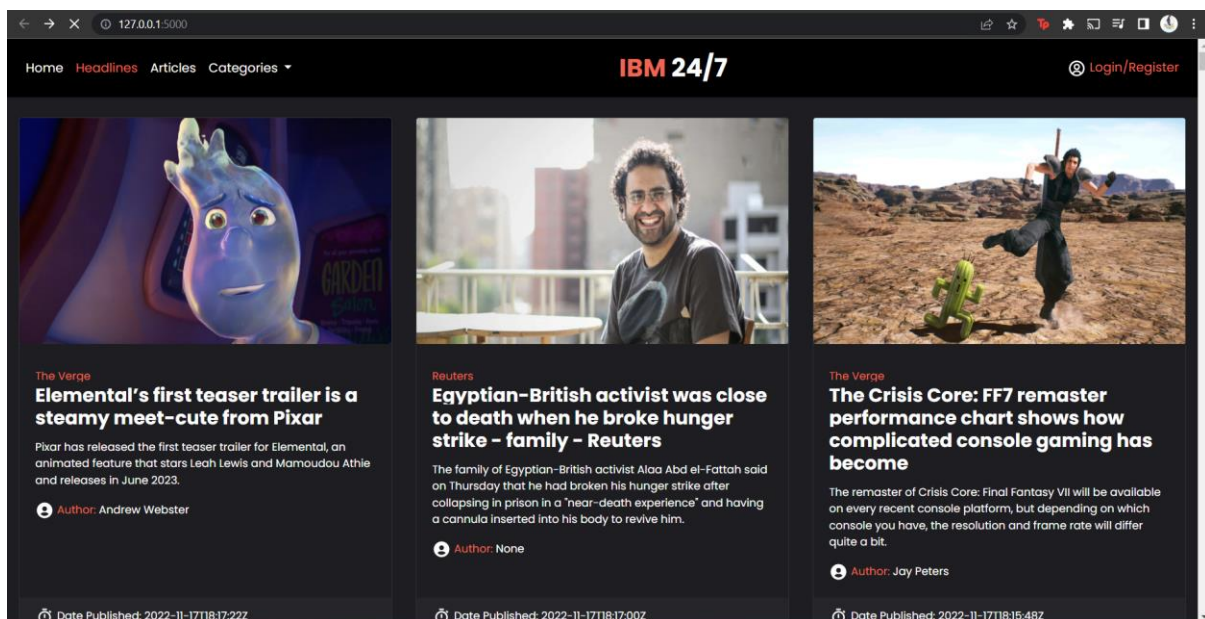 127.0.0.1:5000
Home Headlines Articles Categories
IBM 24/7
Login/Register
GARDEN
Salon
The Verge
Elemental’s first teaser trailer is a
steamy meet-cute from Pixar
Pixar has released the first teaser trailer for Elemental, an
animated feature that stars Leah Lewis and Mamoudou Athie
and releases in June 2023.
Author: Andrew Webster
Date Published: 2022-11-17T18:17:22Z
Reuters
Egyptian-British activist was close
to death when he broke hunger
strike - family - Reuters
The family of Egyptian-British activist Alaa Abd el-Fattah said
on Thursday that he had broken his hunger strike after
collapsing in prison in a "near-death experience" and having
a cannula inserted into his body to revive him.
Author: None
Date Published: 2022-11-17T18:17:00Z
The Verge
The Crisis Core: FF7 remaster
performance chart shows how
complicated console gaming has
become
The remaster of Crisis Core: Final Fantasy VII will be available
on every recent console platform, but depending on which
console you have, the resolution and frame rate will differ
quite a bit.
Author: Jay Peters
Date Published: 2022-11-17T18:15:48Z